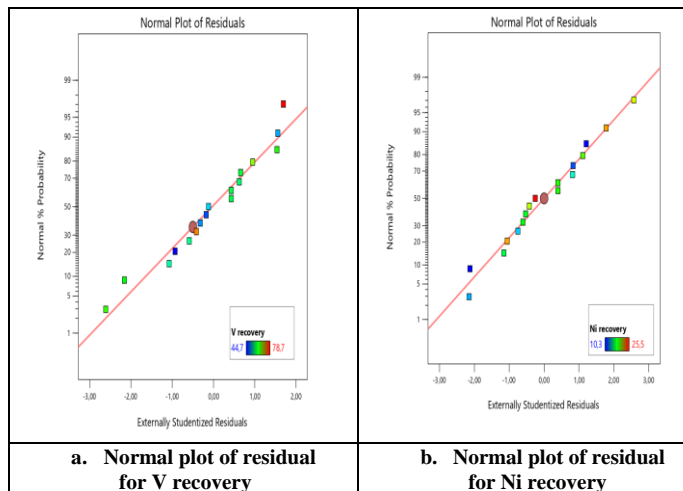 Normal Plot of Residuals
Normal % Probability
99
95
90
80
70
50
30
20
10
5
1
V recovery
44,7 78,7
-3,00 -2,00 -1,00 0,00 1,00 2,00
Externally Studentized Residuals
a. Normal plot of residual
for V recovery
Normal Plot of Residuals
Normal % Probability
99
95
90
80
70
50
30
20
10
5
1
Ni recovery
10,3 25,5
-3,00 -2,00 -1,00 0,00 1,00 2,00 3,00
Externally Studentized Residuals
b. Normal plot of residual
for Ni recovery